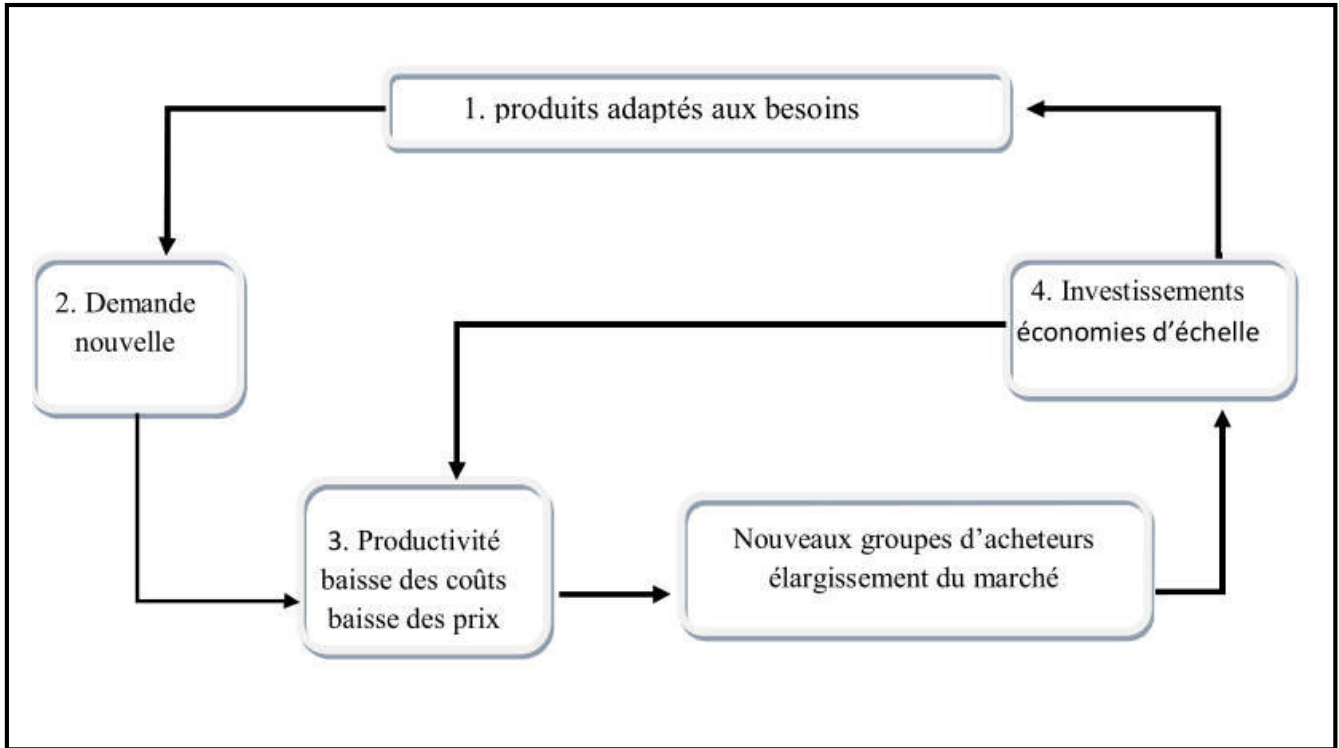 1. produits adaptés aux besoins
2. Demande
nouvelle
3. Productivité
baisse des coûts
baisse des prix
Nouveaux groupes d’acheteurs
élargissement du marché
4. Investissements
économies d’échelle